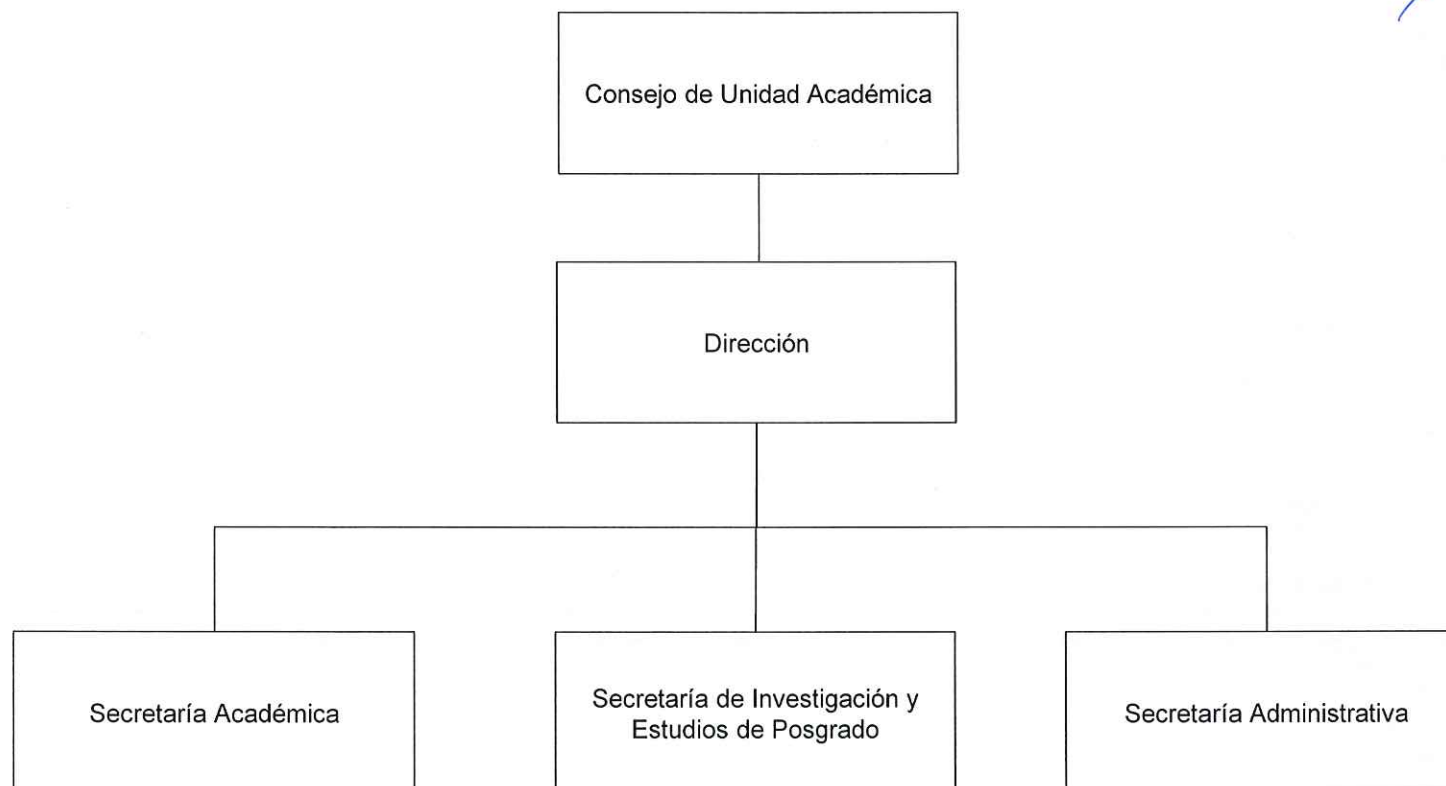 Consejo de Unidad Académica
Dirección
Secretaría Académica
Secretaría de Investigación y
Estudios de Posgrado
Secretaría Administrativa